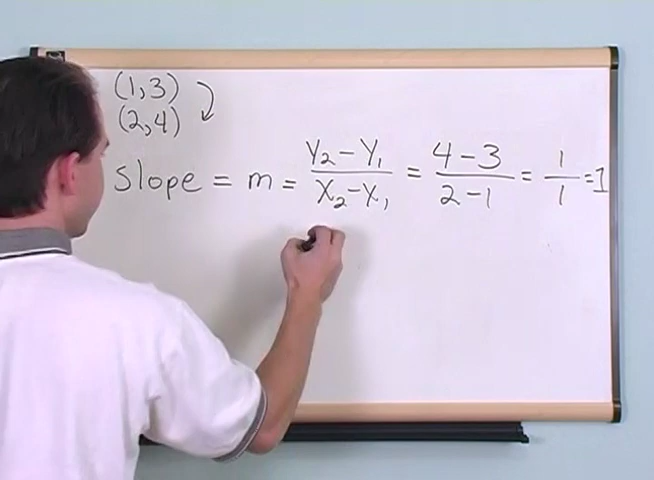 (1,3)
(2,4)
slope = m = Y₂ – Y₁ / X₂ – X₁ = 4 – 3 / 2 – 1 = 1 / 1 = 1